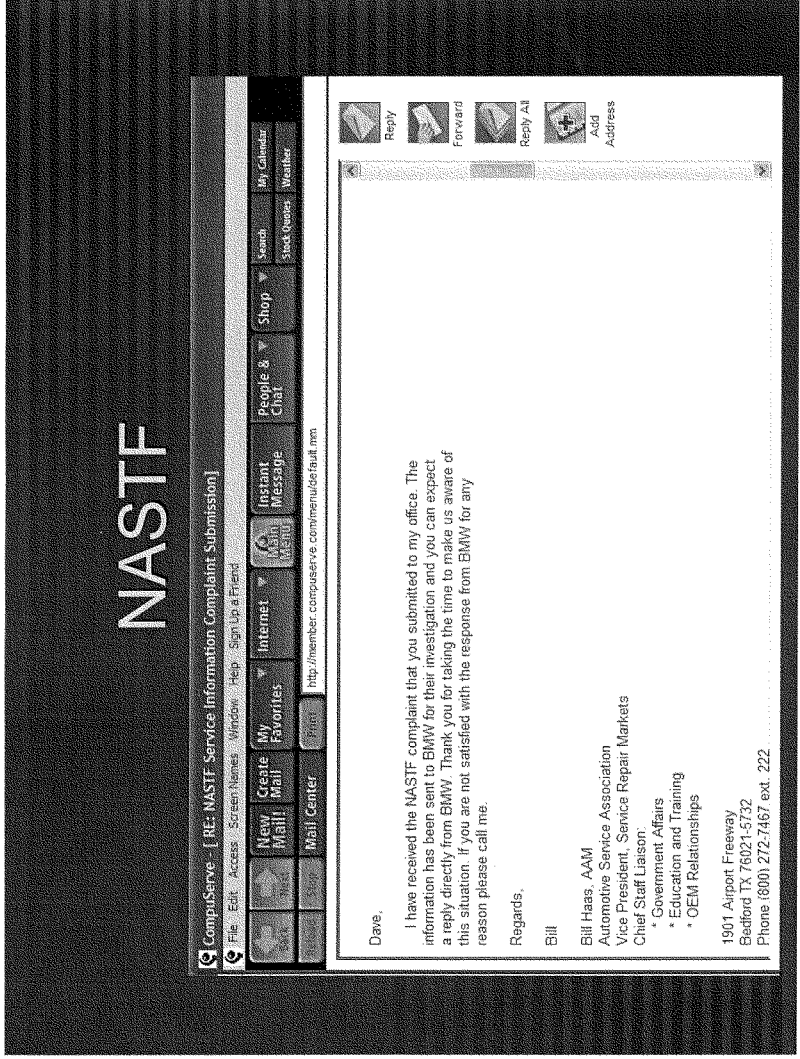 NASTF
CompuServe - [ RE: NASTF Service Information Complaint Submission]
File Edit Access Screen Names Window Help Sign Up a Friend
Back Next New Mail! Create Mail My Favorites Internet Main Menu Instant Message People & Chat Shop Search My Calendar
Stock Quotes Weather
Mail Center Print http://member.compuserve.com/menu/default.mm
Dave,
I have received the NASTF complaint that you submitted to my office. The
information has been sent to BMW for their investigation and you can expect
a reply directly from BMW. Thank you for taking the time to make us aware of
this situation. If you are not satisfied with the response from BMW for any
reason please call me.
Regards,
Bill
Bill Haas, AAM
Automotive Service Association
Vice President, Service Repair Markets
Chief Staff Liaison:
* Government Affairs
* Education and Training
* OEM Relationships
1901 Airport Freeway
Bedford TX 76021-5732
Phone (800) 272-7467 ext. 222
Reply
Forward
Reply All
Add
Address